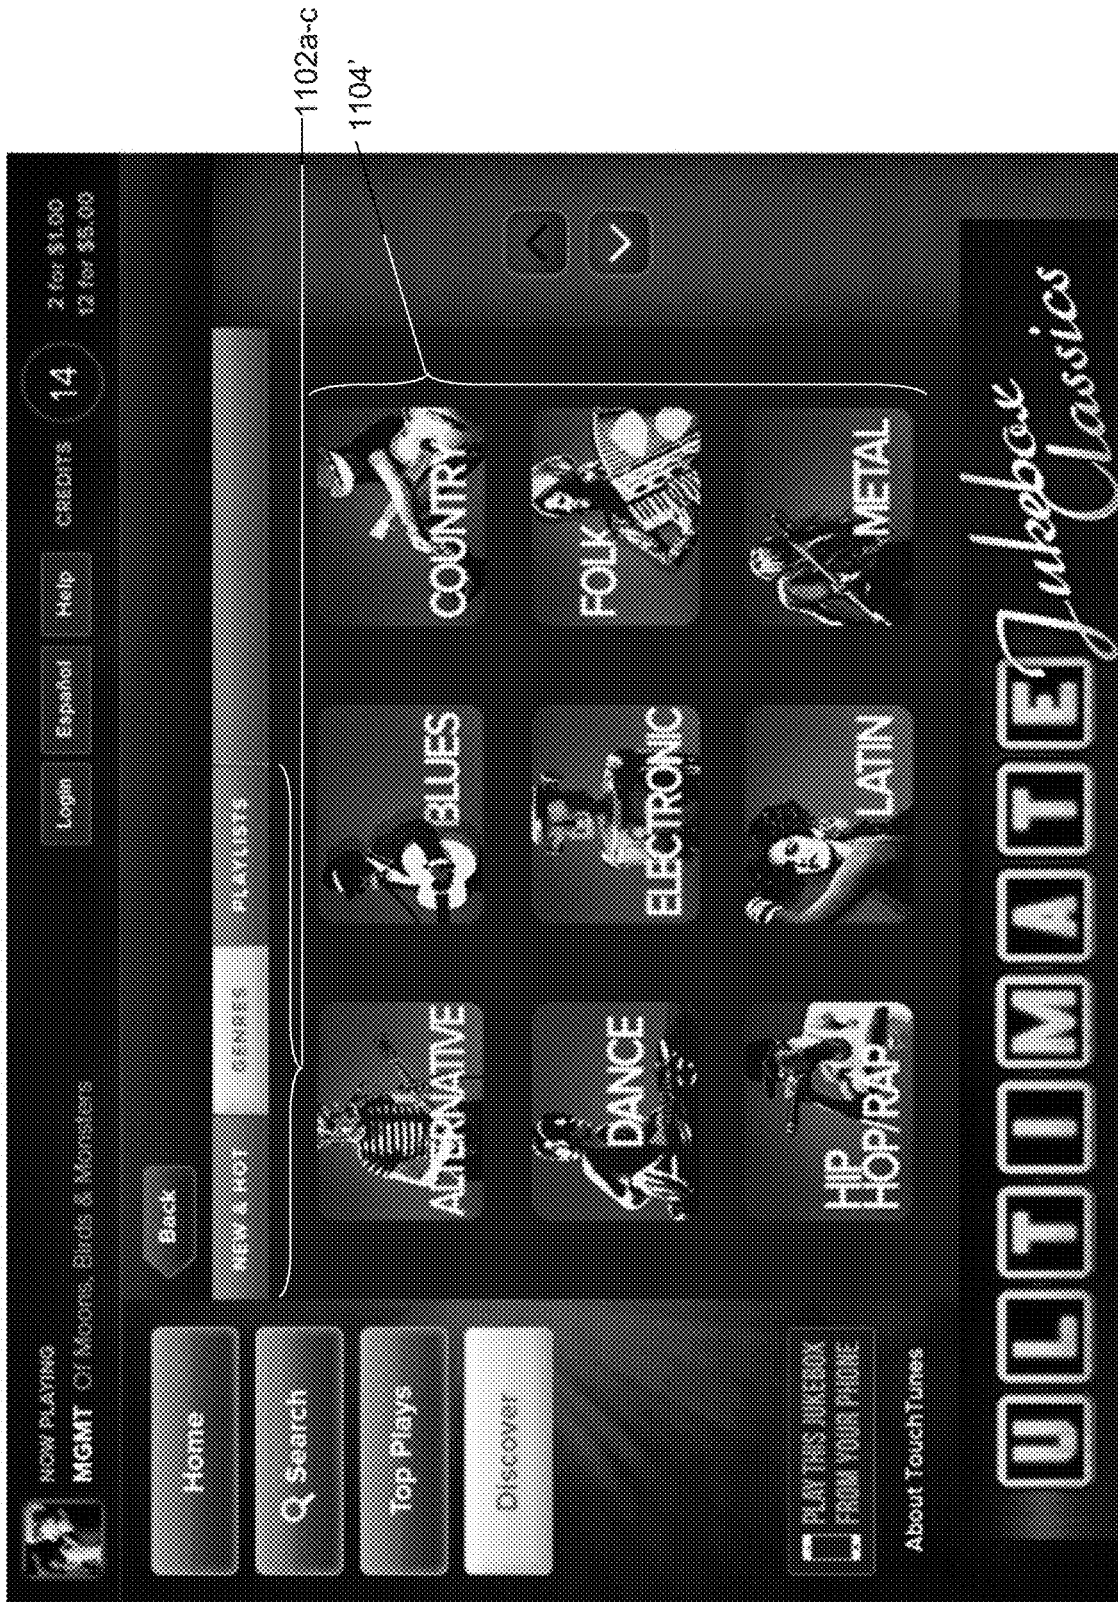 NOW PLAYING
MGMT Of Moons, Birds & Monsters
Login
Español
Help
CREDITS
14
2 for $1.00
12 for $5.00
Home
Search
Top Plays
Discover
Back
NEW & HOT
GENRES
PLAYLISTS
1102a-c
1104'
ALTERNATIVE
BLUES
COUNTRY
DANCE
ELECTRONIC
FOLK
HIP
HOP/RAP
LATIN
METAL
PLAY THIS JUKEBOX
FROM YOUR PHONE
About TouchTunes
ULTIMATE Jukebox
Classics